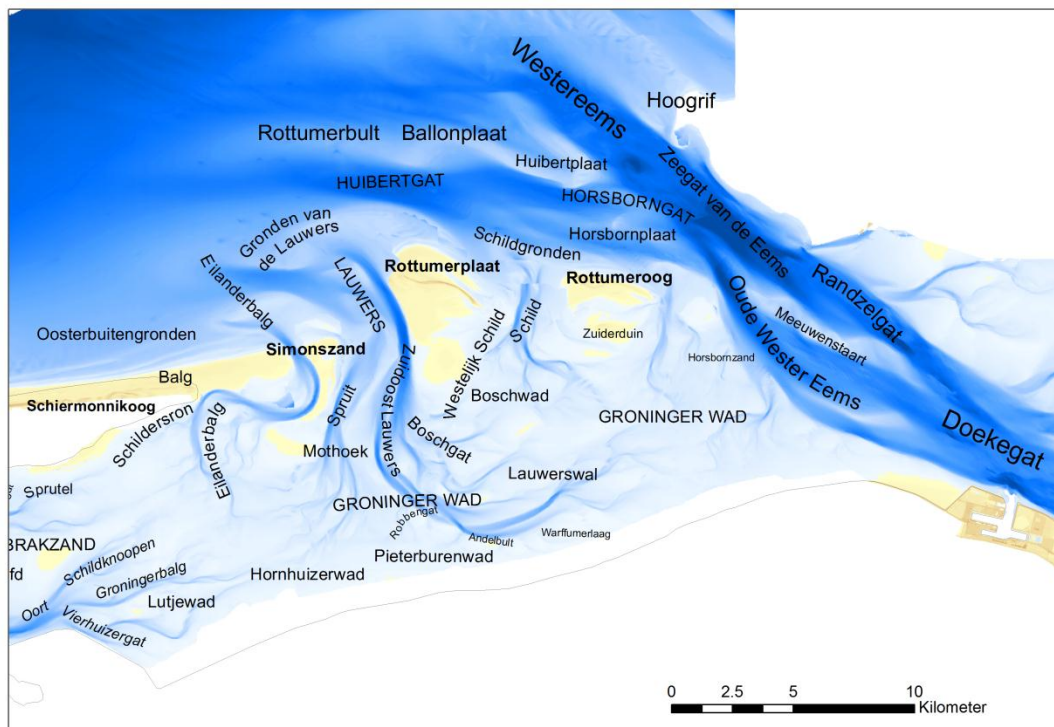 Westereems
Hoogrif
Rottumerbult
Ballonplaat
Huibertplaat
Zeegat van de Eems
HUIBERTGAT
HORSBORNGAT
Gronden van
de Lauwers
Schildgronden
Horsbornplaat
Eilanderbalg
LAUWERS
Rottumerplaat
Rottumeroog
Oude Wester Eems
Randzelgat
Meeuwenstaart
Oosterbuitengronden
Simonszand
Zuidoost Lauwers
Westelijk Schild
Schild
Zuiderduin
Horsbornzand
Balg
Schiermonnikoog
Schildersron
Eilanderbalg
Spruit
Boschwad
GRONINGER WAD
Doekegat
Mothoek
Boschgat
Lauwerswal
Sprutel
GRONINGER WAD
Robbengat
Andelbult
Warffumerlaag
BRAKZAND
Schildknoopen
Pieterburenwad
fd
Groningerbalg
Hornhuizerwad
Oort
Lutjewad
Vierhuizergat
0 2.5 5 10
Kilometer